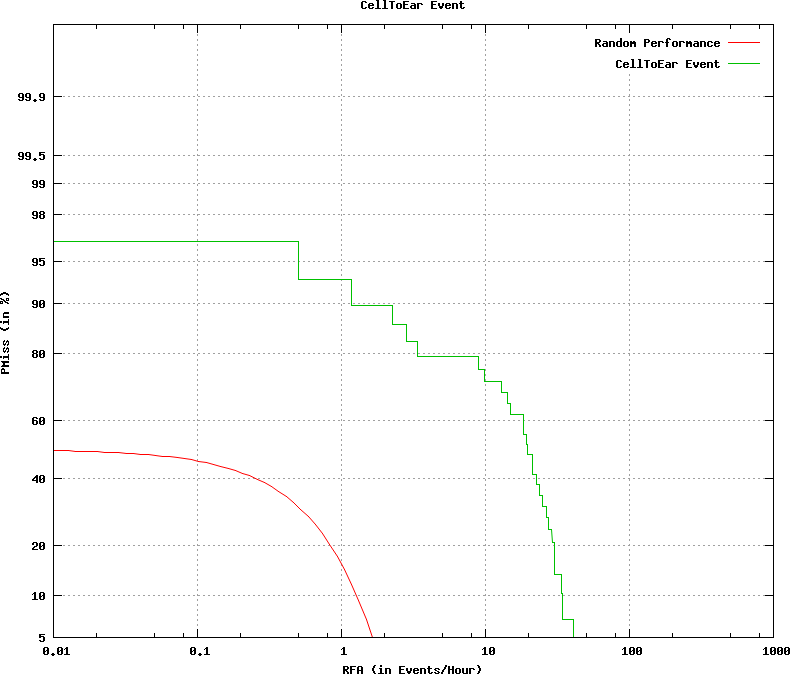 CellToEar Event
Random Performance
CellToEar Event
99.9
99.5
99
98
95
90
80
60
40
20
10
5
PMiss (in %)
0.01 0.1 1 10 100 1000
RFA (in Events/Hour)